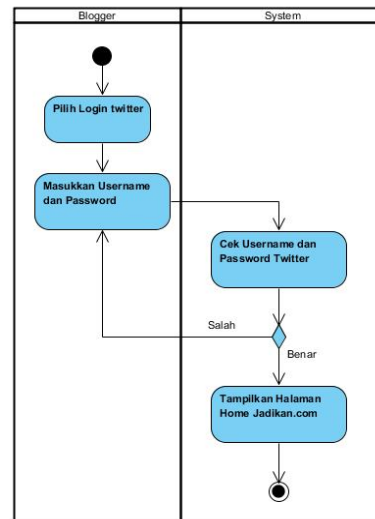 Blogger
System
Pilih Login twitter
Masukkan Username
dan Password
Cek Username dan
Password Twitter
Salah
Benar
Tampilkan Halaman
Home Jadikan.com